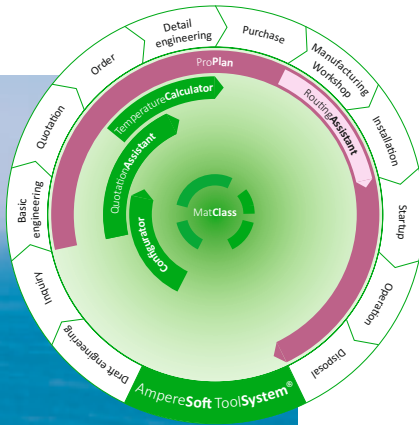 Detail
engineering
Purchase
Manufacturing
Workshop
Installation
Startup
Operation
Disposal
AmpereSoft ToolSystem®
Draft engineering
Inquiry
Basic
engineering
Quotation
Order
ProPlan
RoutingAssistant
TemperatureCalculator
QuotationAssistant
Configurator
MatClass